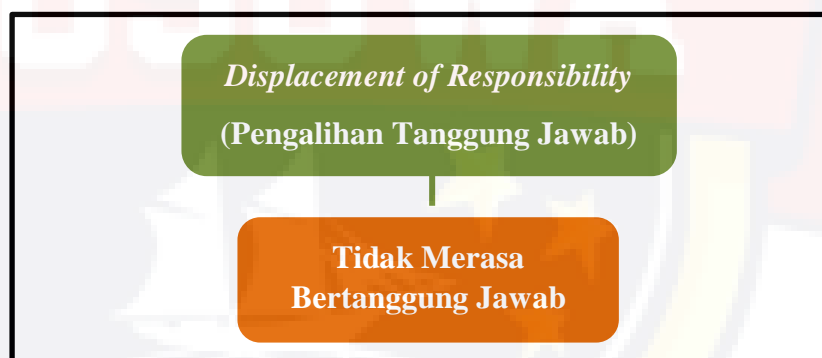 Displacement of Responsibility
(Pengalihan Tanggung Jawab)
Tidak Merasa
Bertanggung Jawab